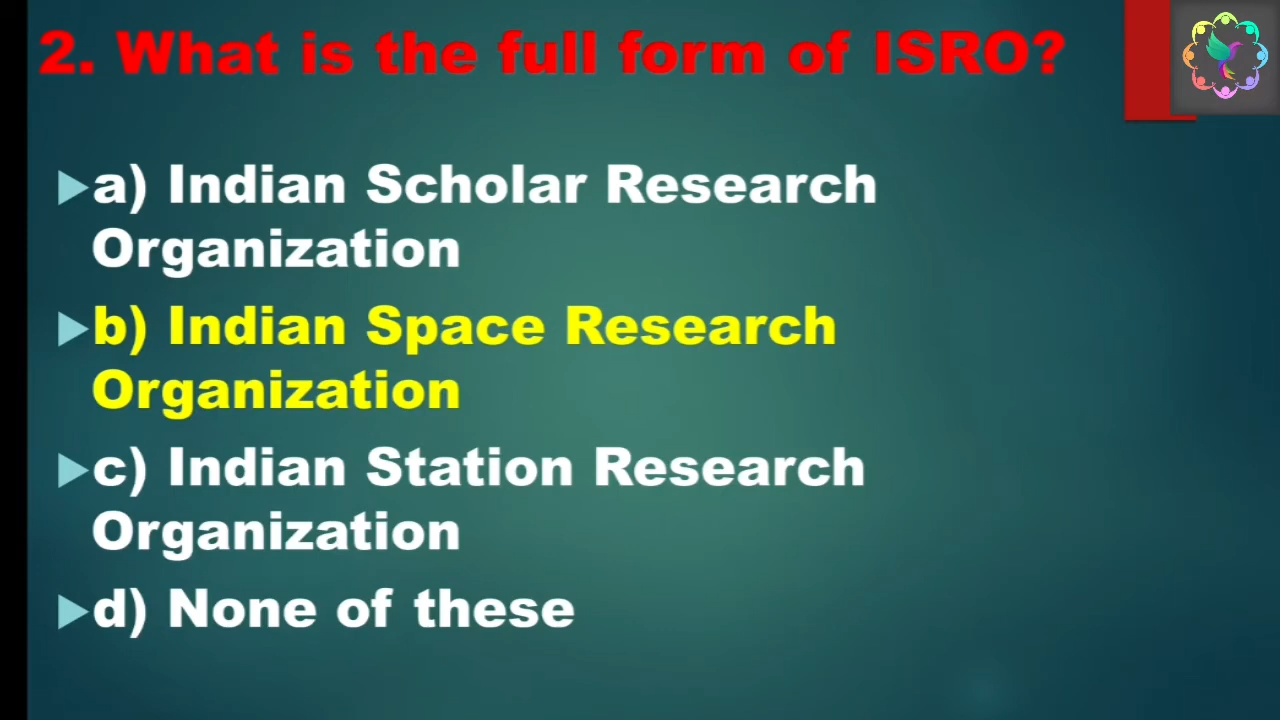 2. What is the full form of ISRO?
a) Indian Scholar Research
Organization
b) Indian Space Research
Organization
c) Indian Station Research
Organization
d) None of these